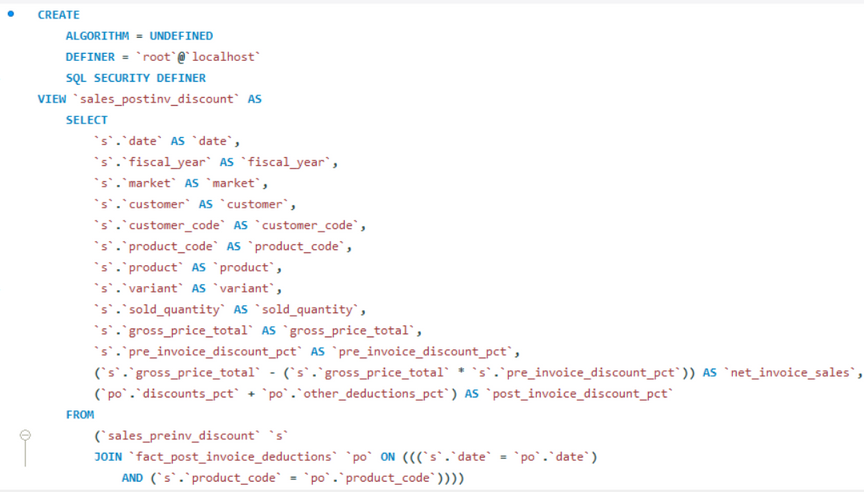 CREATE
ALGORITHM = UNDEFINED
DEFINER = `root`@`localhost`
SQL SECURITY DEFINER
VIEW `sales_postinv_discount` AS
SELECT
`s`.`date` AS `date`,
`s`.`fiscal_year` AS `fiscal_year`,
`s`.`market` AS `market`,
`s`.`customer` AS `customer`,
`s`.`customer_code` AS `customer_code`,
`s`.`product_code` AS `product_code`,
`s`.`product` AS `product`,
`s`.`variant` AS `variant`,
`s`.`sold_quantity` AS `sold_quantity`,
`s`.`gross_price_total` AS `gross_price_total`,
`s`.`pre_invoice_discount_pct` AS `pre_invoice_discount_pct`,
(`s`.`gross_price_total` - (`s`.`gross_price_total` * `s`.`pre_invoice_discount_pct`)) AS `net_invoice_sales`,
(`po`.`discounts_pct` + `po`.`other_deductions_pct`) AS `post_invoice_discount_pct`
FROM
(`sales_preinv_discount` `s`
JOIN `fact_post_invoice_deductions` `po` ON (((`s`.`date` = `po`.`date`)
AND (`s`.`product_code` = `po`.`product_code`))))